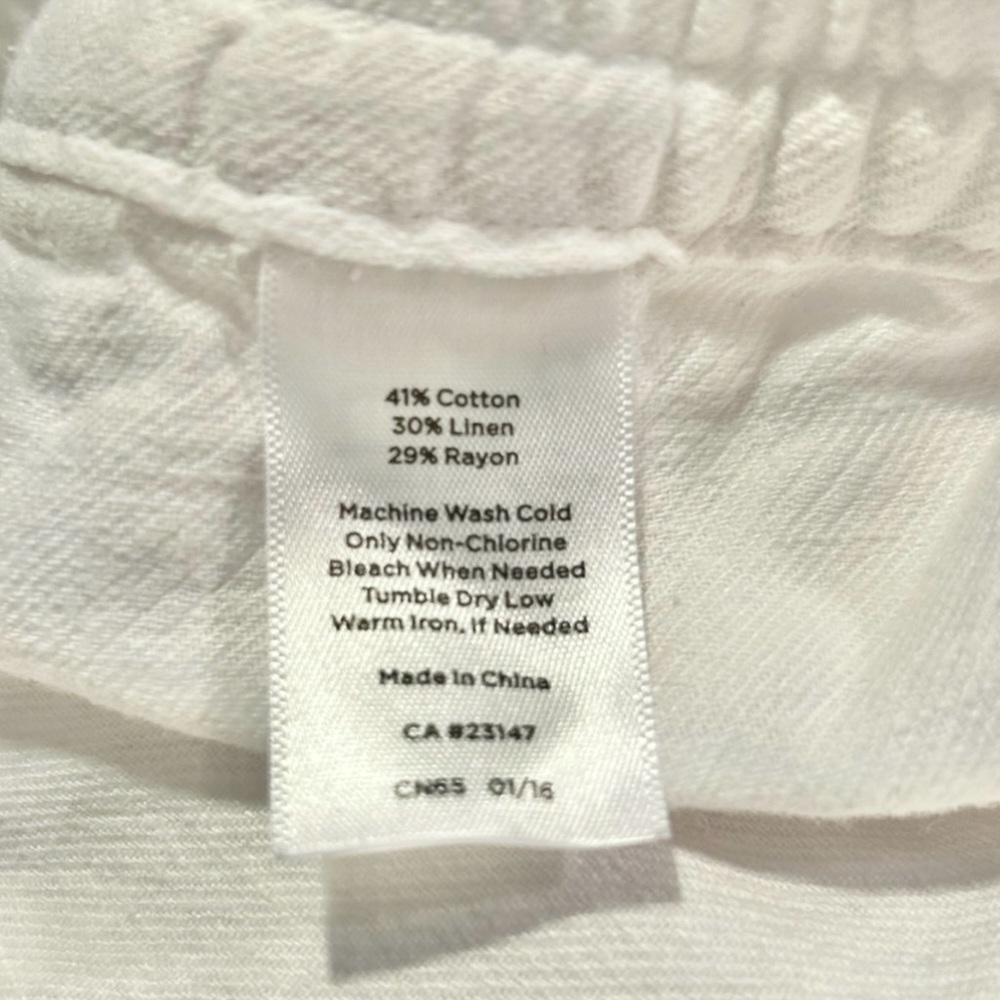 41% Cotton
30% Linen
29% Rayon
Machine Wash Cold
Only Non-Chlorine
Bleach When Needed
Tumble Dry Low
Warm Iron, If Needed
Made in China
CA #23147
CN65 01/16